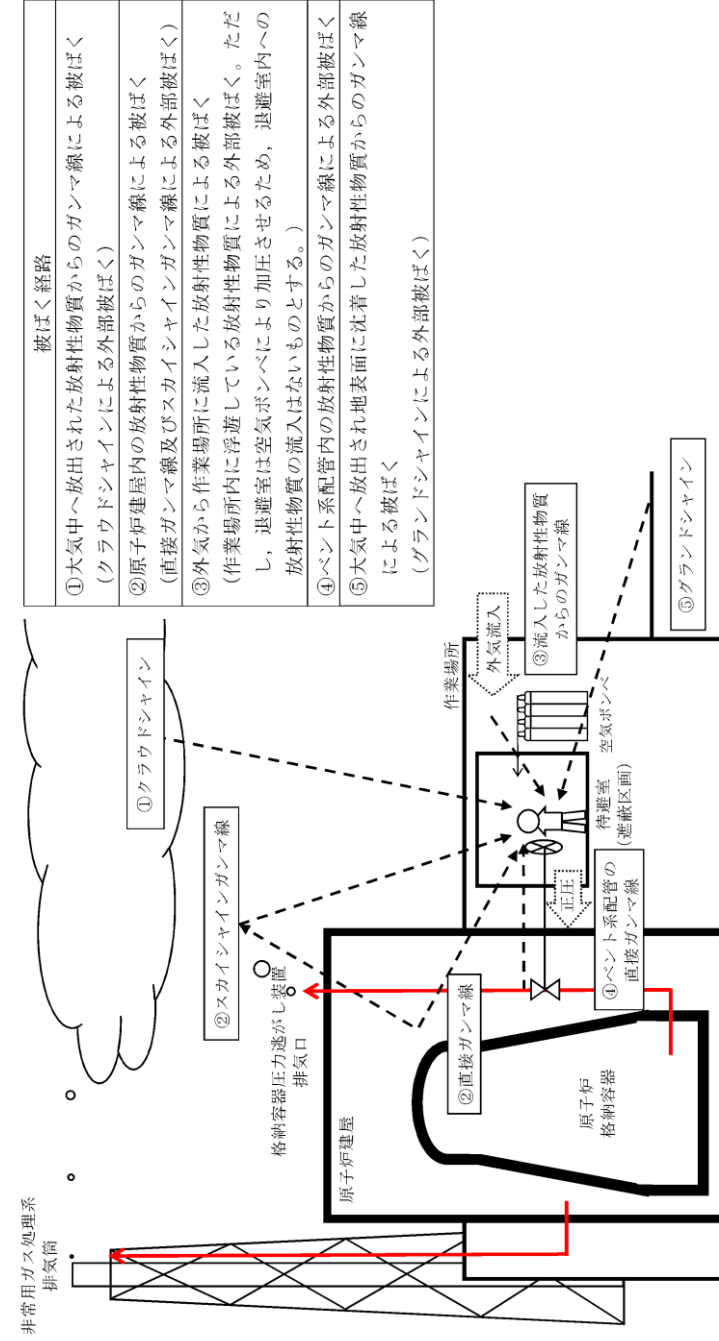 被ばく経路
①大気中へ放出された放射性物質からのガンマ線による被ばく
(クラウドシャインによる外部被ばく)
②原子炉建屋内の放射性物質からのガンマ線による被ばく
(直接ガンマ線及びスカイシャインガンマ線による外部被ばく)
③外気から作業場所に流入した放射性物質による被ばく
(作業場所内に浮遊している放射性物質による外部被ばく。ただ
し，退避室は空気ボンベにより加圧させるため，退避室内への
放射性物質の流入はないものとする。)
④ベント系配管内の放射性物質からのガンマ線による外部被ばく
⑤大気中へ放出され地表面に沈着した放射性物質からのガンマ線
による被ばく
(グランドシャインによる外部被ばく)
非常用ガス処理系
排気筒
①クラウドシャイン
②スカイシャインガンマ線
格納容器圧力逃がし装置
排気口
原子炉建屋
②直接ガンマ線
原子炉
格納容器
④ベント系配管の
直接ガンマ線
正圧
待避室
(遮蔽区画)
空気ボンベ
作業場所
外気流入
③流入した放射性物質
からのガンマ線
⑤グランドシャイン